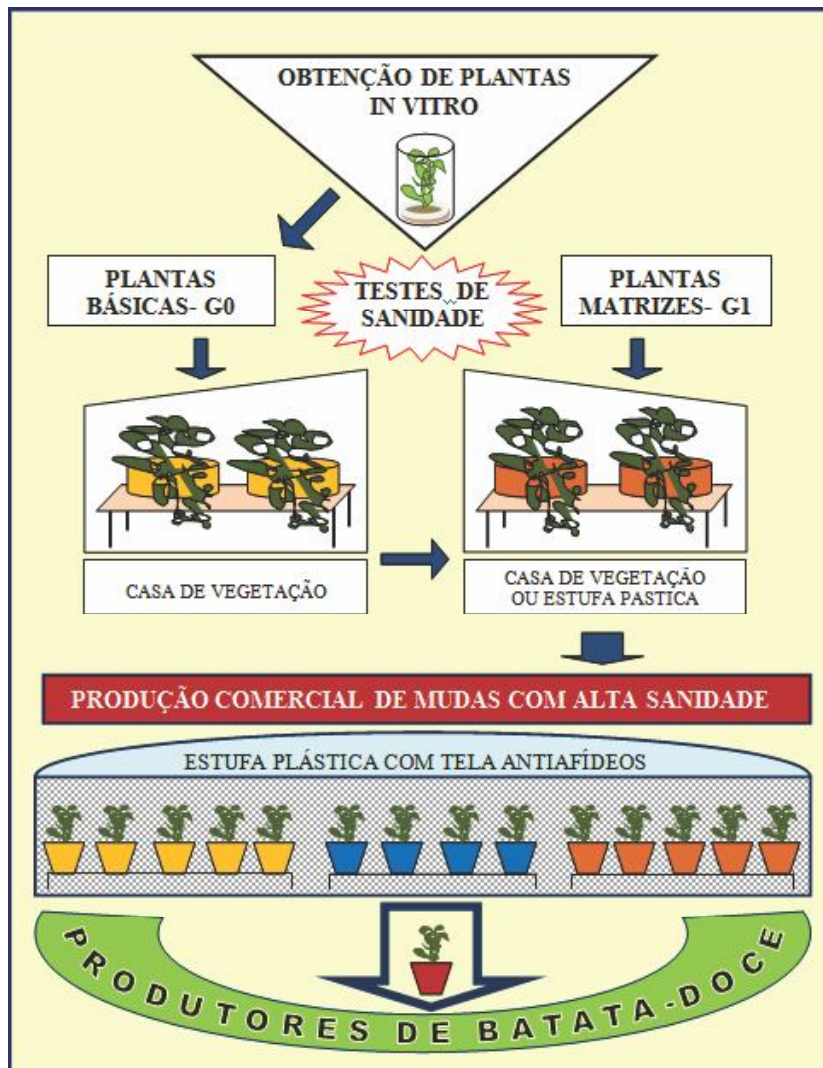 OBTENÇÃO DE PLANTAS
IN VITRO
PLANTAS
BÁSICAS- G0
TESTES DE
SANIDADE
PLANTAS
MATRIZES- G1
CASA DE VEGETAÇÃO
CASA DE VEGETAÇÃO
OU ESTUFA PASTICA
PRODUÇÃO COMERCIAL DE MUDAS COM ALTA SANIDADE
ESTUFA PLÁSTICA COM TELA ANTIAFÍDEOS
PRODUTORES DE BATATA-DOCE